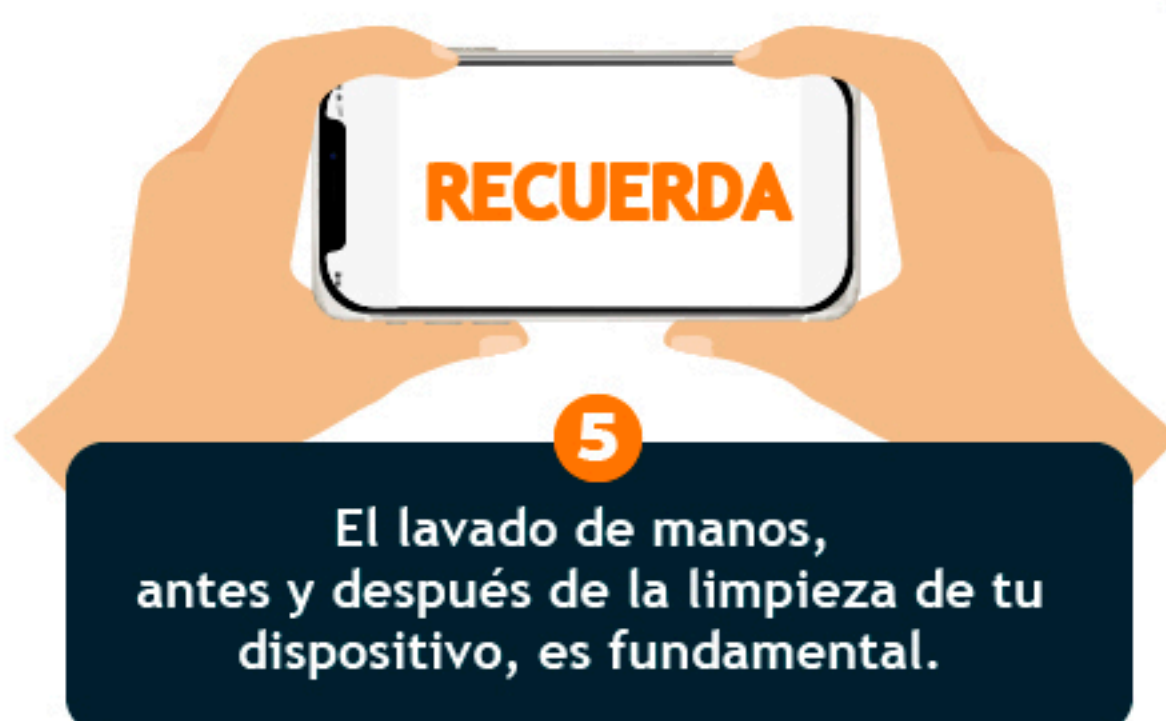 RECUERDA
5
El lavado de manos,
antes y después de la limpieza de tu
dispositivo, es fundamental.